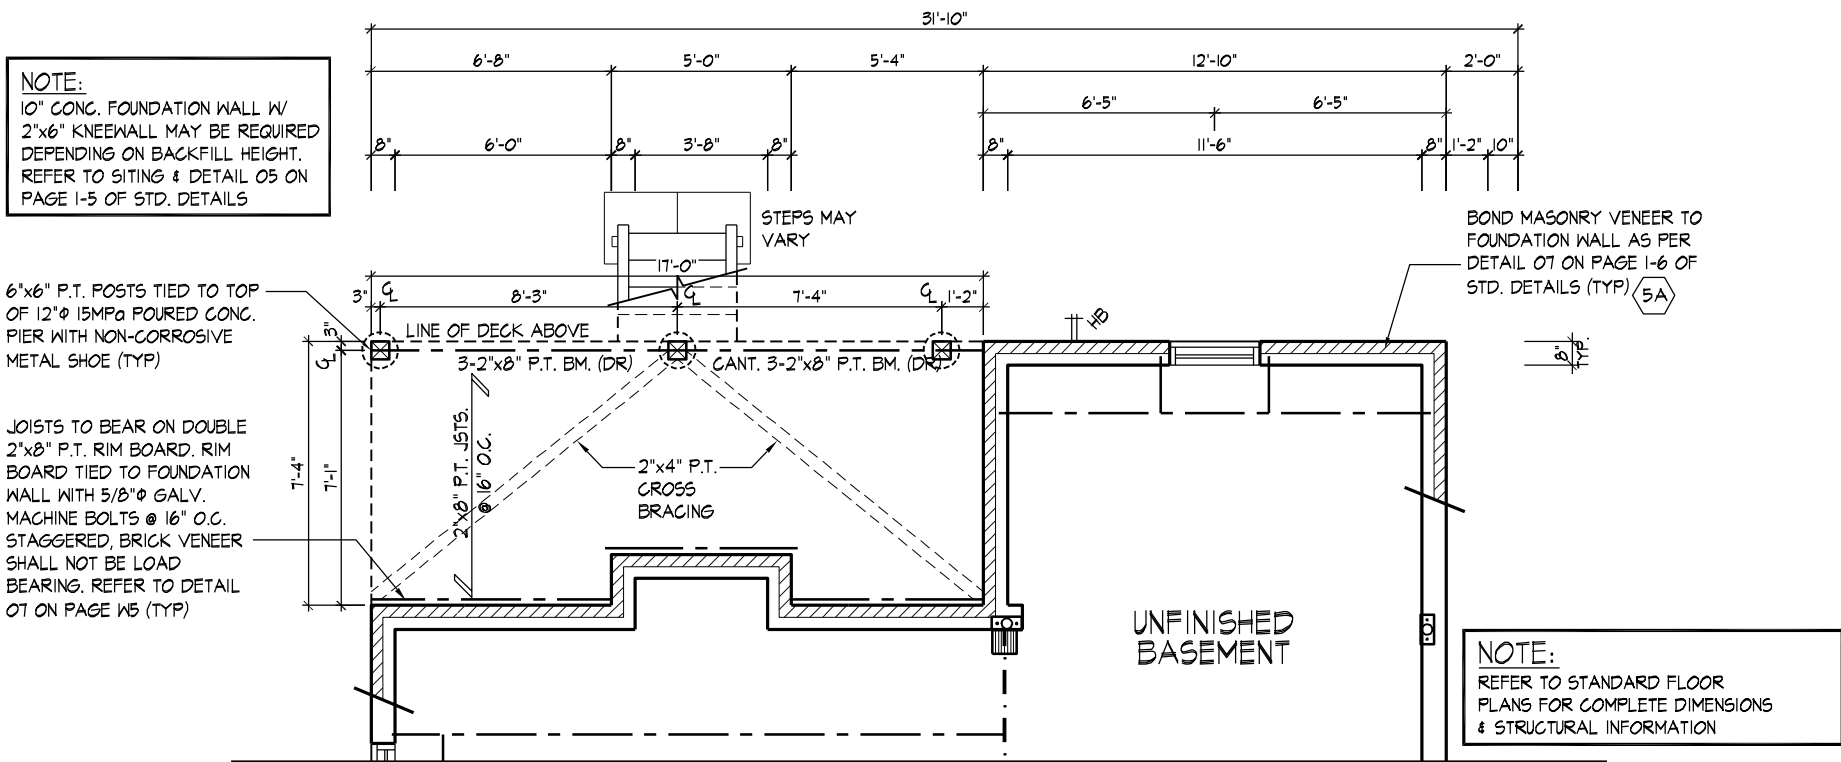 31'-10"
6'-8" 5'-0" 5'-4" 12'-10" 2'-0"
6'-5" 6'-5"
8" 6'-0" 8" 3'-8" 8" 8" 11'-6" 8" 1'-2" 10"
NOTE:
10" CONC. FOUNDATION WALL W/
2"x6" KNEEWALL MAY BE REQUIRED
DEPENDING ON BACKFILL HEIGHT.
REFER TO SITING & DETAIL 05 ON
PAGE 1-5 OF STD. DETAILS
STEPS MAY
VARY
BOND MASONRY VENEER TO
FOUNDATION WALL AS PER
DETAIL 07 ON PAGE 1-6 OF
STD. DETAILS (TYP)
5A
17'-0"
3" CL 8'-3" CL 7'-4" CL 1'-2"
6"x6" P.T. POSTS TIED TO TOP
OF 12"Φ 15MPa POURED CONC.
PIER WITH NON-CORROSIVE
METAL SHOE (TYP)
3"
CL
LINE OF DECK ABOVE
HB
3-2"x8" P.T. BM. (DR)
CANT. 3-2"x8" P.T. BM. (DR)
8"
TYP.
JOISTS TO BEAR ON DOUBLE
2"x8" P.T. RIM BOARD. RIM
BOARD TIED TO FOUNDATION
WALL WITH 5/8"Φ GALV.
MACHINE BOLTS @ 16" O.C.
STAGGERED, BRICK VENEER
SHALL NOT BE LOAD
BEARING. REFER TO DETAIL
07 ON PAGE W5 (TYP)
7'-4"
7'-1"
2"x8" P.T. JSTS.
@ 16" O.C.
2"x4" P.T.
CROSS
BRACING
UNFINISHED
BASEMENT
NOTE:
REFER TO STANDARD FLOOR
PLANS FOR COMPLETE DIMENSIONS
& STRUCTURAL INFORMATION